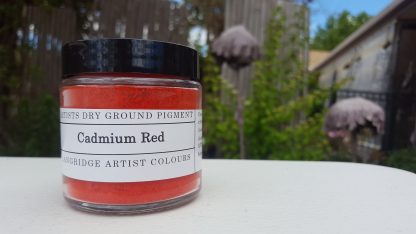 ARTISTS DRY GROUND PIGMENT
Cadmium Red
LANGRIDGE ARTIST COLOURS